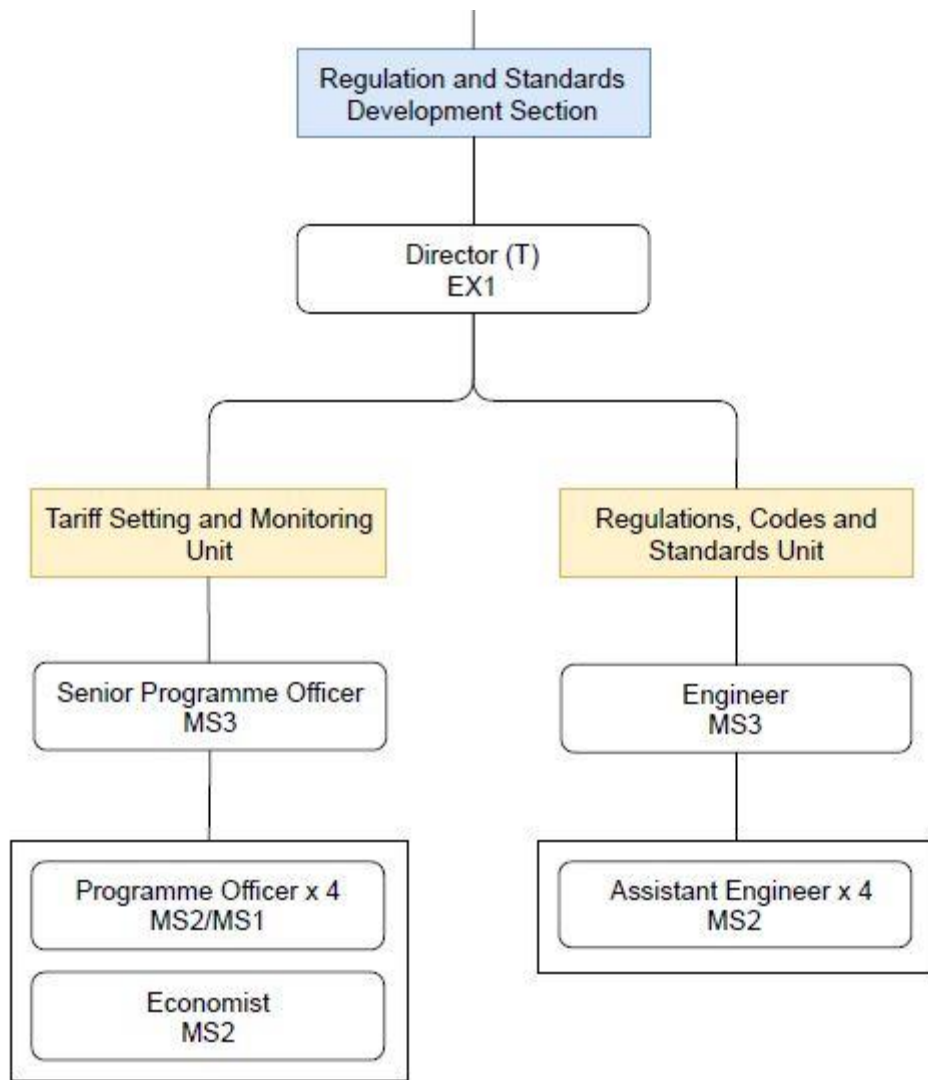 Regulation and Standards
Development Section
Director (T)
EX1
Tariff Setting and Monitoring
Unit
Regulations, Codes and
Standards Unit
Senior Programme Officer
MS3
Engineer
MS3
Programme Officer x 4
MS2/MS1
Assistant Engineer x 4
MS2
Economist
MS2